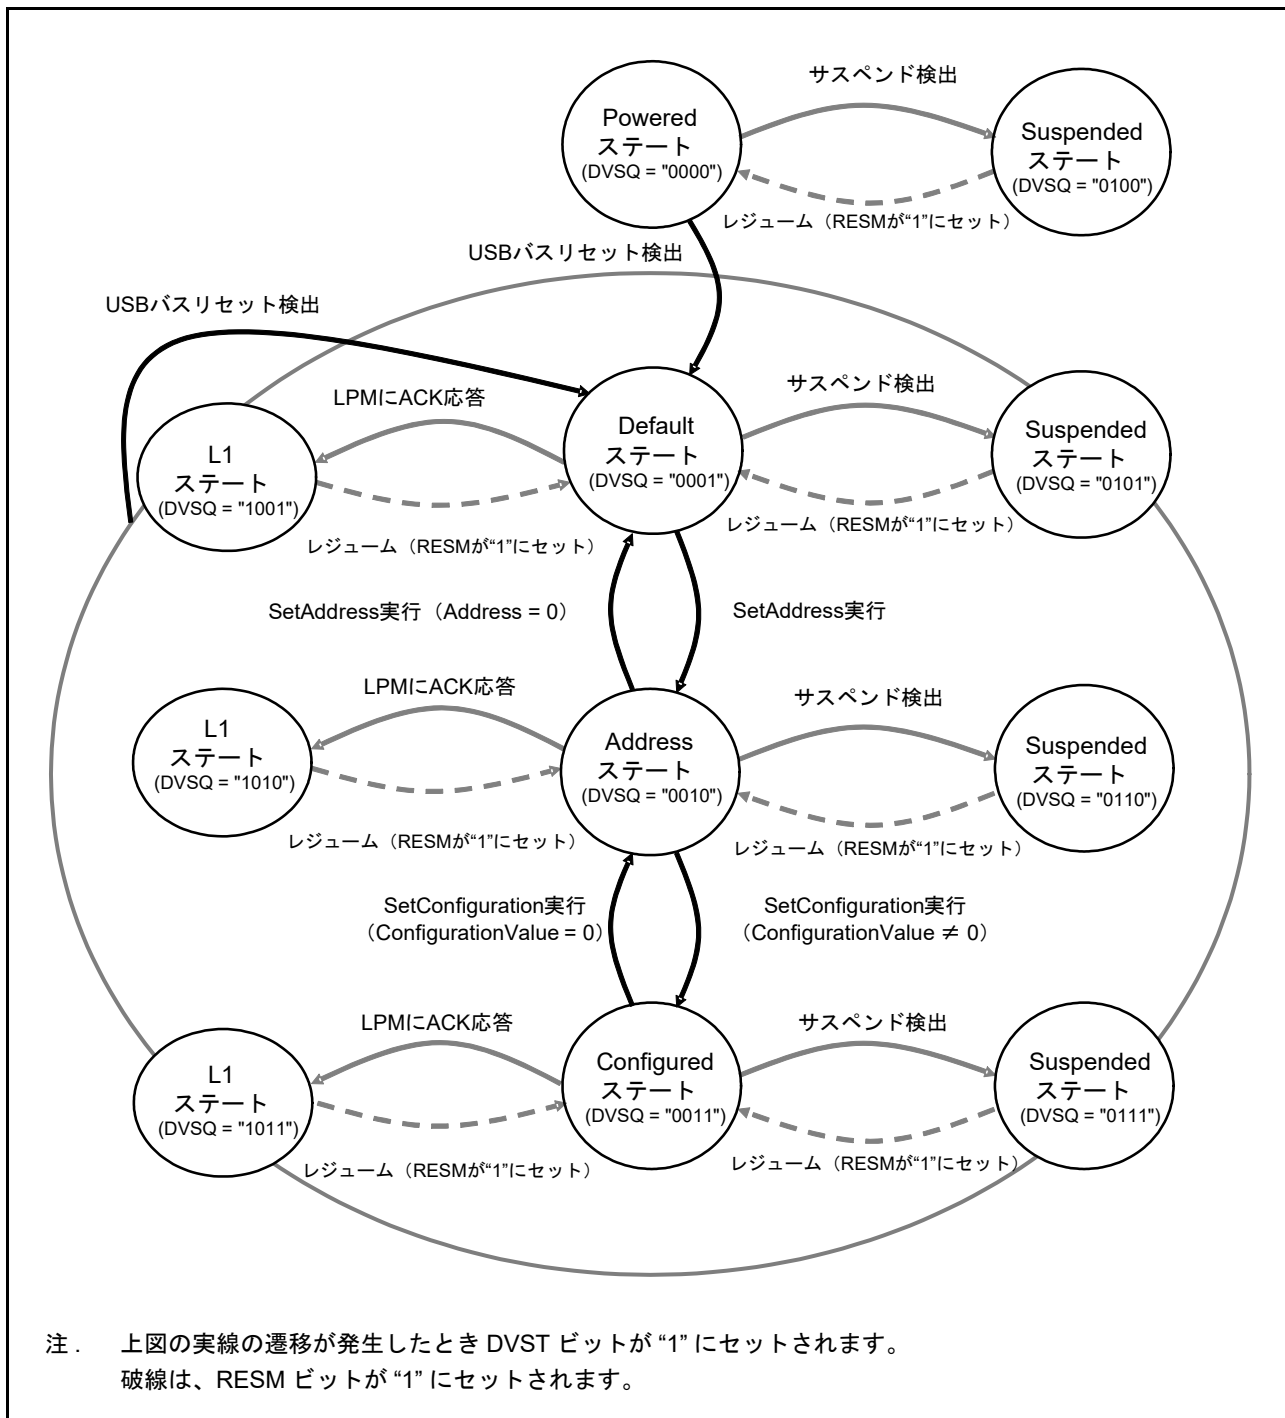 サスペンド検出
Powered
ステート
(DVSQ = "0000")
Suspended
ステート
(DVSQ = "0100")
レジューム（RESMが“1”にセット）
USBバスリセット検出
USBバスリセット検出
LPMにACK応答
サスペンド検出
L1
ステート
(DVSQ = "1001")
Default
ステート
(DVSQ = "0001")
Suspended
ステート
(DVSQ = "0101")
レジューム（RESMが“1”にセット）
レジューム（RESMが“1”にセット）
SetAddress実行（Address = 0）
SetAddress実行
LPMにACK応答
サスペンド検出
L1
ステート
(DVSQ = "1010")
Address
ステート
(DVSQ = "0010")
Suspended
ステート
(DVSQ = "0110")
レジューム（RESMが“1”にセット）
レジューム（RESMが“1”にセット）
SetConfiguration実行
（ConfigurationValue = 0）
SetConfiguration実行
（ConfigurationValue ≠ 0）
LPMにACK応答
サスペンド検出
L1
ステート
(DVSQ = "1011")
Configured
ステート
(DVSQ = "0011")
Suspended
ステート
(DVSQ = "0111")
レジューム（RESMが“1”にセット）
レジューム（RESMが“1”にセット）
注． 上図の実線の遷移が発生したとき DVST ビットが “1” にセットされます。
破線は、RESM ビットが “1” にセットされます。